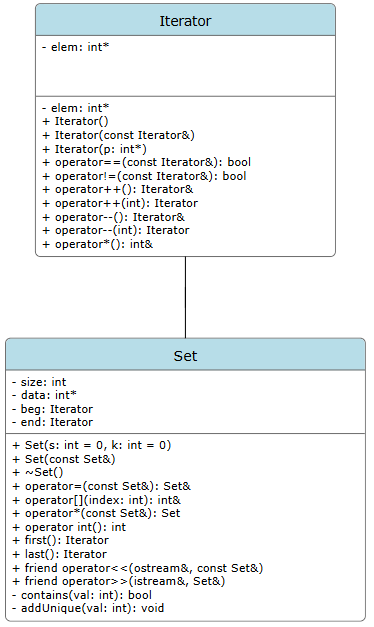 Iterator
- elem: int*
- elem: int*
+ Iterator()
+ Iterator(const Iterator&)
+ Iterator(p: int*)
+ operator==(const Iterator&): bool
+ operator!=(const Iterator&): bool
+ operator++(): Iterator&
+ operator++(int): Iterator
+ operator--(): Iterator&
+ operator--(int): Iterator
+ operator*(): int&
Set
- size: int
- data: int*
- beg: Iterator
- end: Iterator
+ Set(s: int = 0, k: int = 0)
+ Set(const Set&)
+ ~Set()
+ operator=(const Set&): Set&
+ operator[](index: int): int&
+ operator*(const Set&): Set
+ operator int(): int
+ first(): Iterator
+ last(): Iterator
+ friend operator<<(ostream&, const Set&)
+ friend operator>>(istream&, Set&)
- contains(val: int): bool
- addUnique(val: int): void